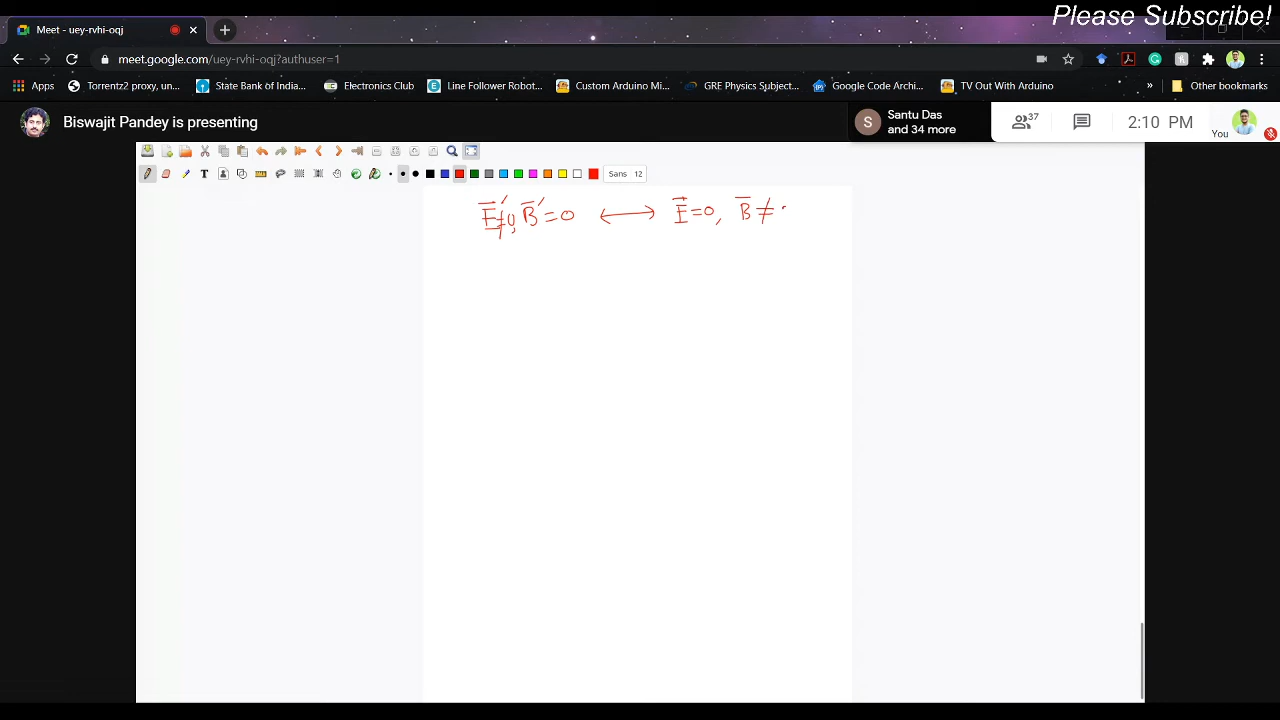 Please Subscribe!
Meet - uey-rvhi-oqj
meet.google.com/uey-rvhi-oqj?authuser=1
Apps Torrentz2 proxy, un... State Bank of India... Electronics Club Line Follower Robot... Custom Arduino Mi... GRE Physics Subject... Google Code Archi... TV Out With Arduino » Other bookmarks
Biswajit Pandey is presenting
S Santu Das
and 34 more
37
2:10 PM
You
Sans 12
E⃗′≠0, B⃗′=0 ⟷ E⃗=0, B⃗≠